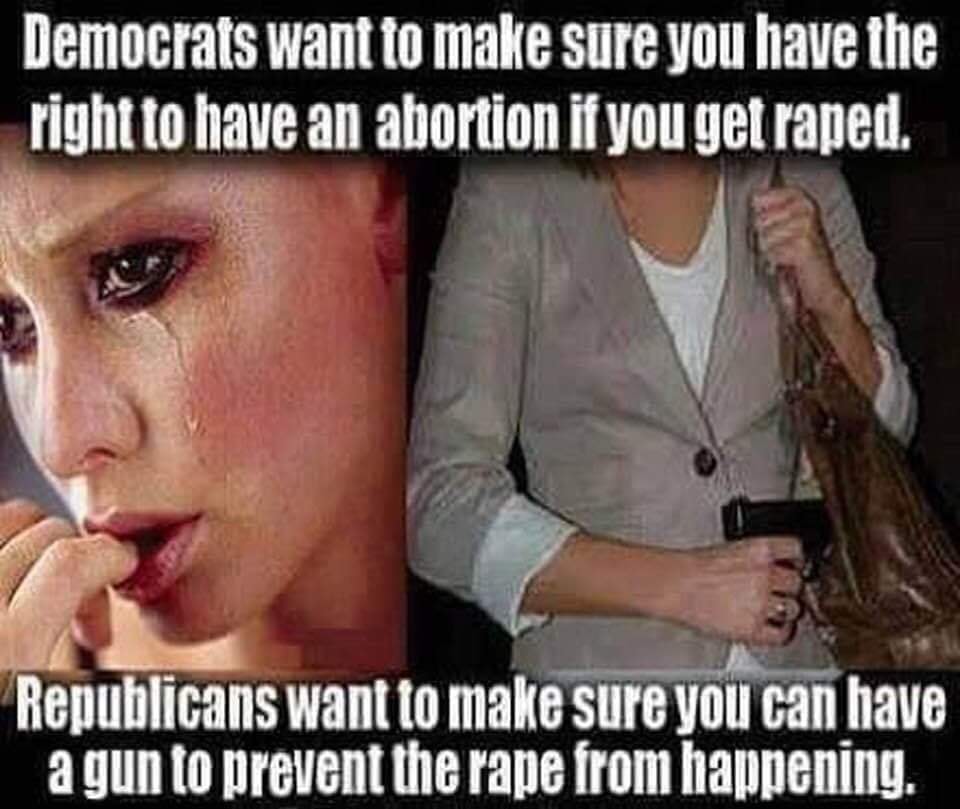 Democrats want to make sure you have the
right to have an abortion if you get raped.
Republicans want to make sure you can have
a gun to prevent the rape from happening.